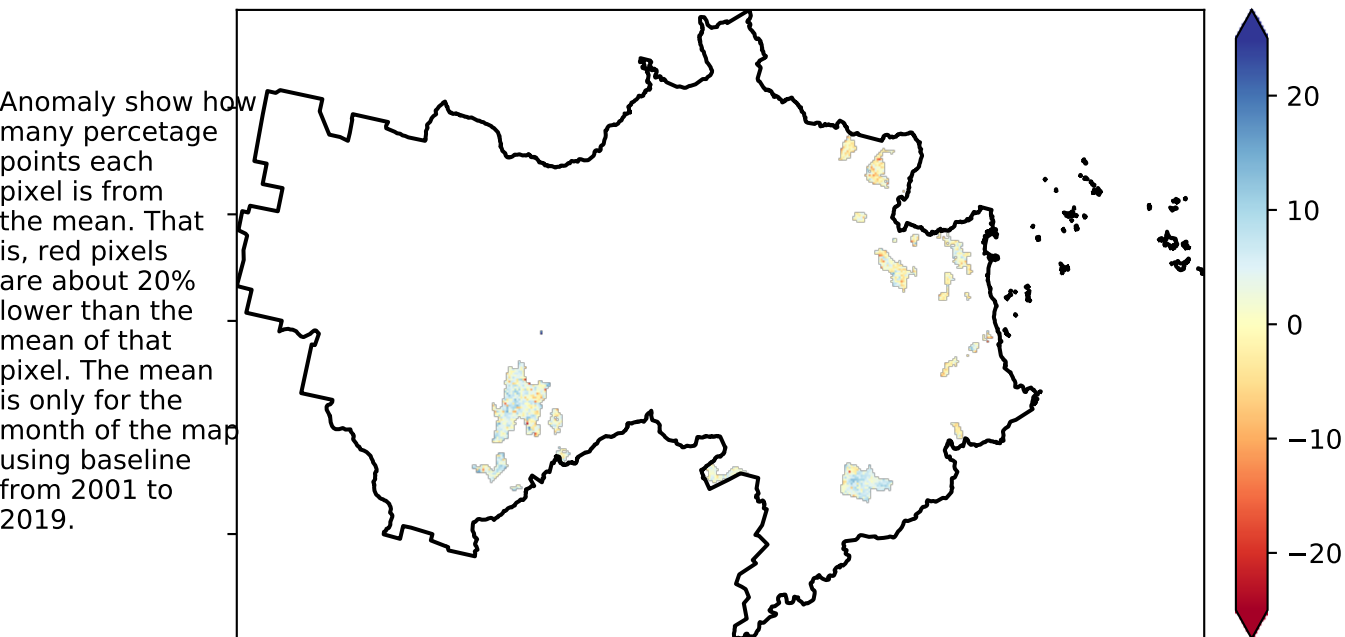 Anomaly show how
many percetage
points each
pixel is from
the mean. That
is, red pixels
are about 20%
lower than the
mean of that
pixel. The mean
is only for the
month of the map
using baseline
from 2001 to
2019.
20
10
0
−10
−20